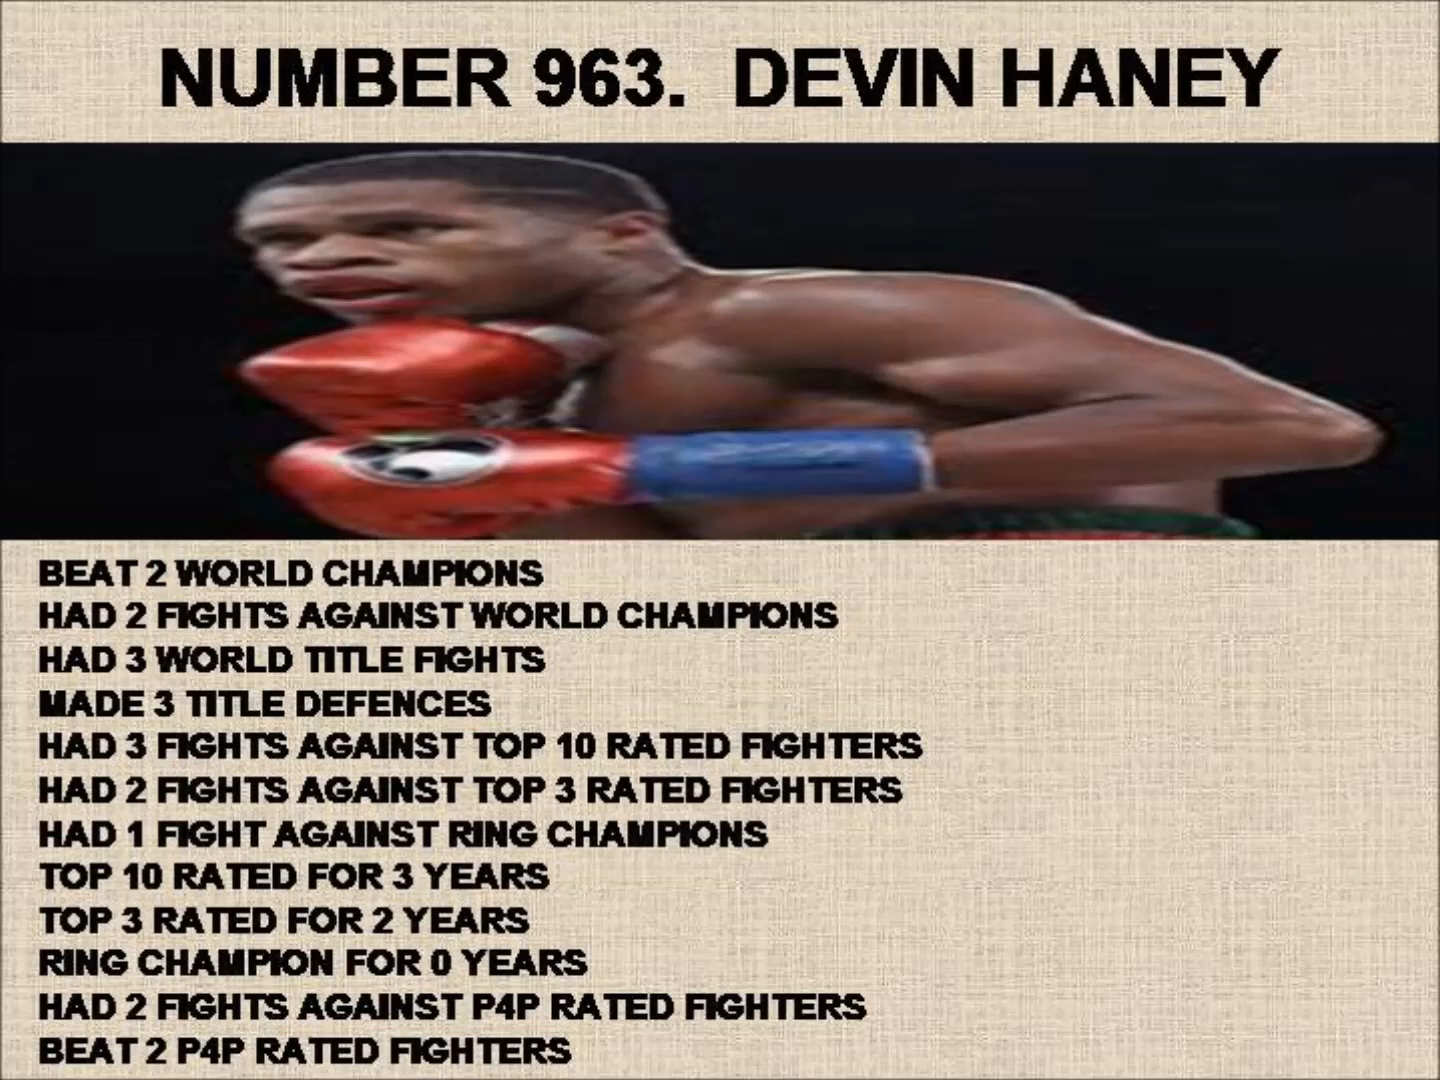 NUMBER 963. DEVIN HANEY
BEAT 2 WORLD CHAMPIONS
HAD 2 FIGHTS AGAINST WORLD CHAMPIONS
HAD 3 WORLD TITLE FIGHTS
MADE 3 TITLE DEFENCES
HAD 3 FIGHTS AGAINST TOP 10 RATED FIGHTERS
HAD 2 FIGHTS AGAINST TOP 3 RATED FIGHTERS
HAD 1 FIGHT AGAINST RING CHAMPIONS
TOP 10 RATED FOR 3 YEARS
TOP 3 RATED FOR 2 YEARS
RING CHAMPION FOR 0 YEARS
HAD 2 FIGHTS AGAINST P4P RATED FIGHTERS
BEAT 2 P4P RATED FIGHTERS